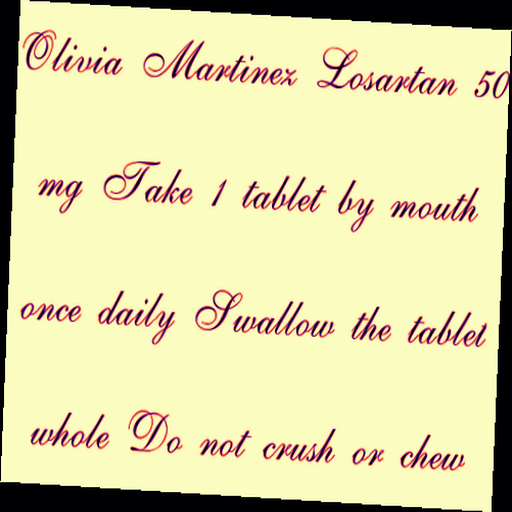 Olivia Martinez Losartan 50
mg Take 1 tablet by mouth
once daily Swallow the tablet
whole Do not crush or chew